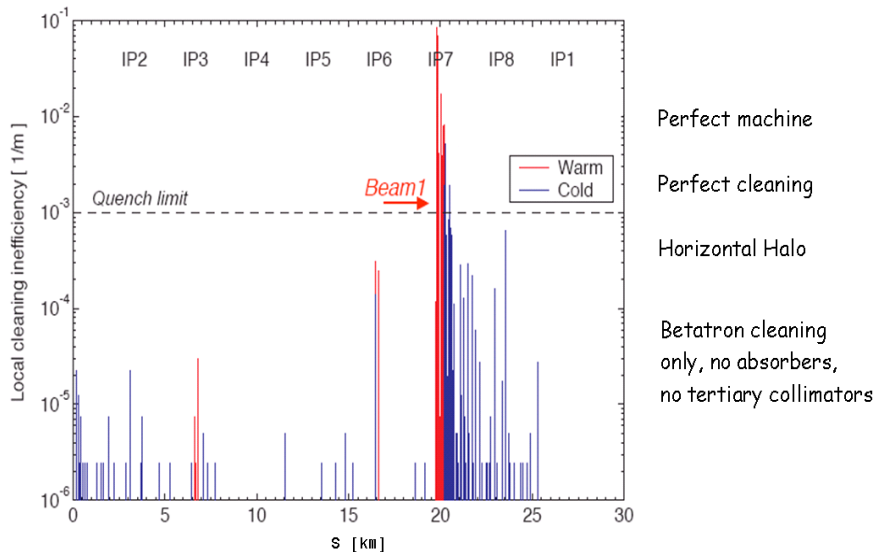 10⁻¹
IP2 IP3 IP4 IP5 IP6 IP7 IP8 IP1
10⁻²
Perfect machine
Warm
Cold
Beam1
Perfect cleaning
Quench limit
10⁻³
Local cleaning inefficiency [ 1/m ]
Horizontal Halo
10⁻⁴
Betatron cleaning
only, no absorbers,
no tertiary collimators
10⁻⁵
10⁻⁶
0 5 10 15 20 25 30
s [km]